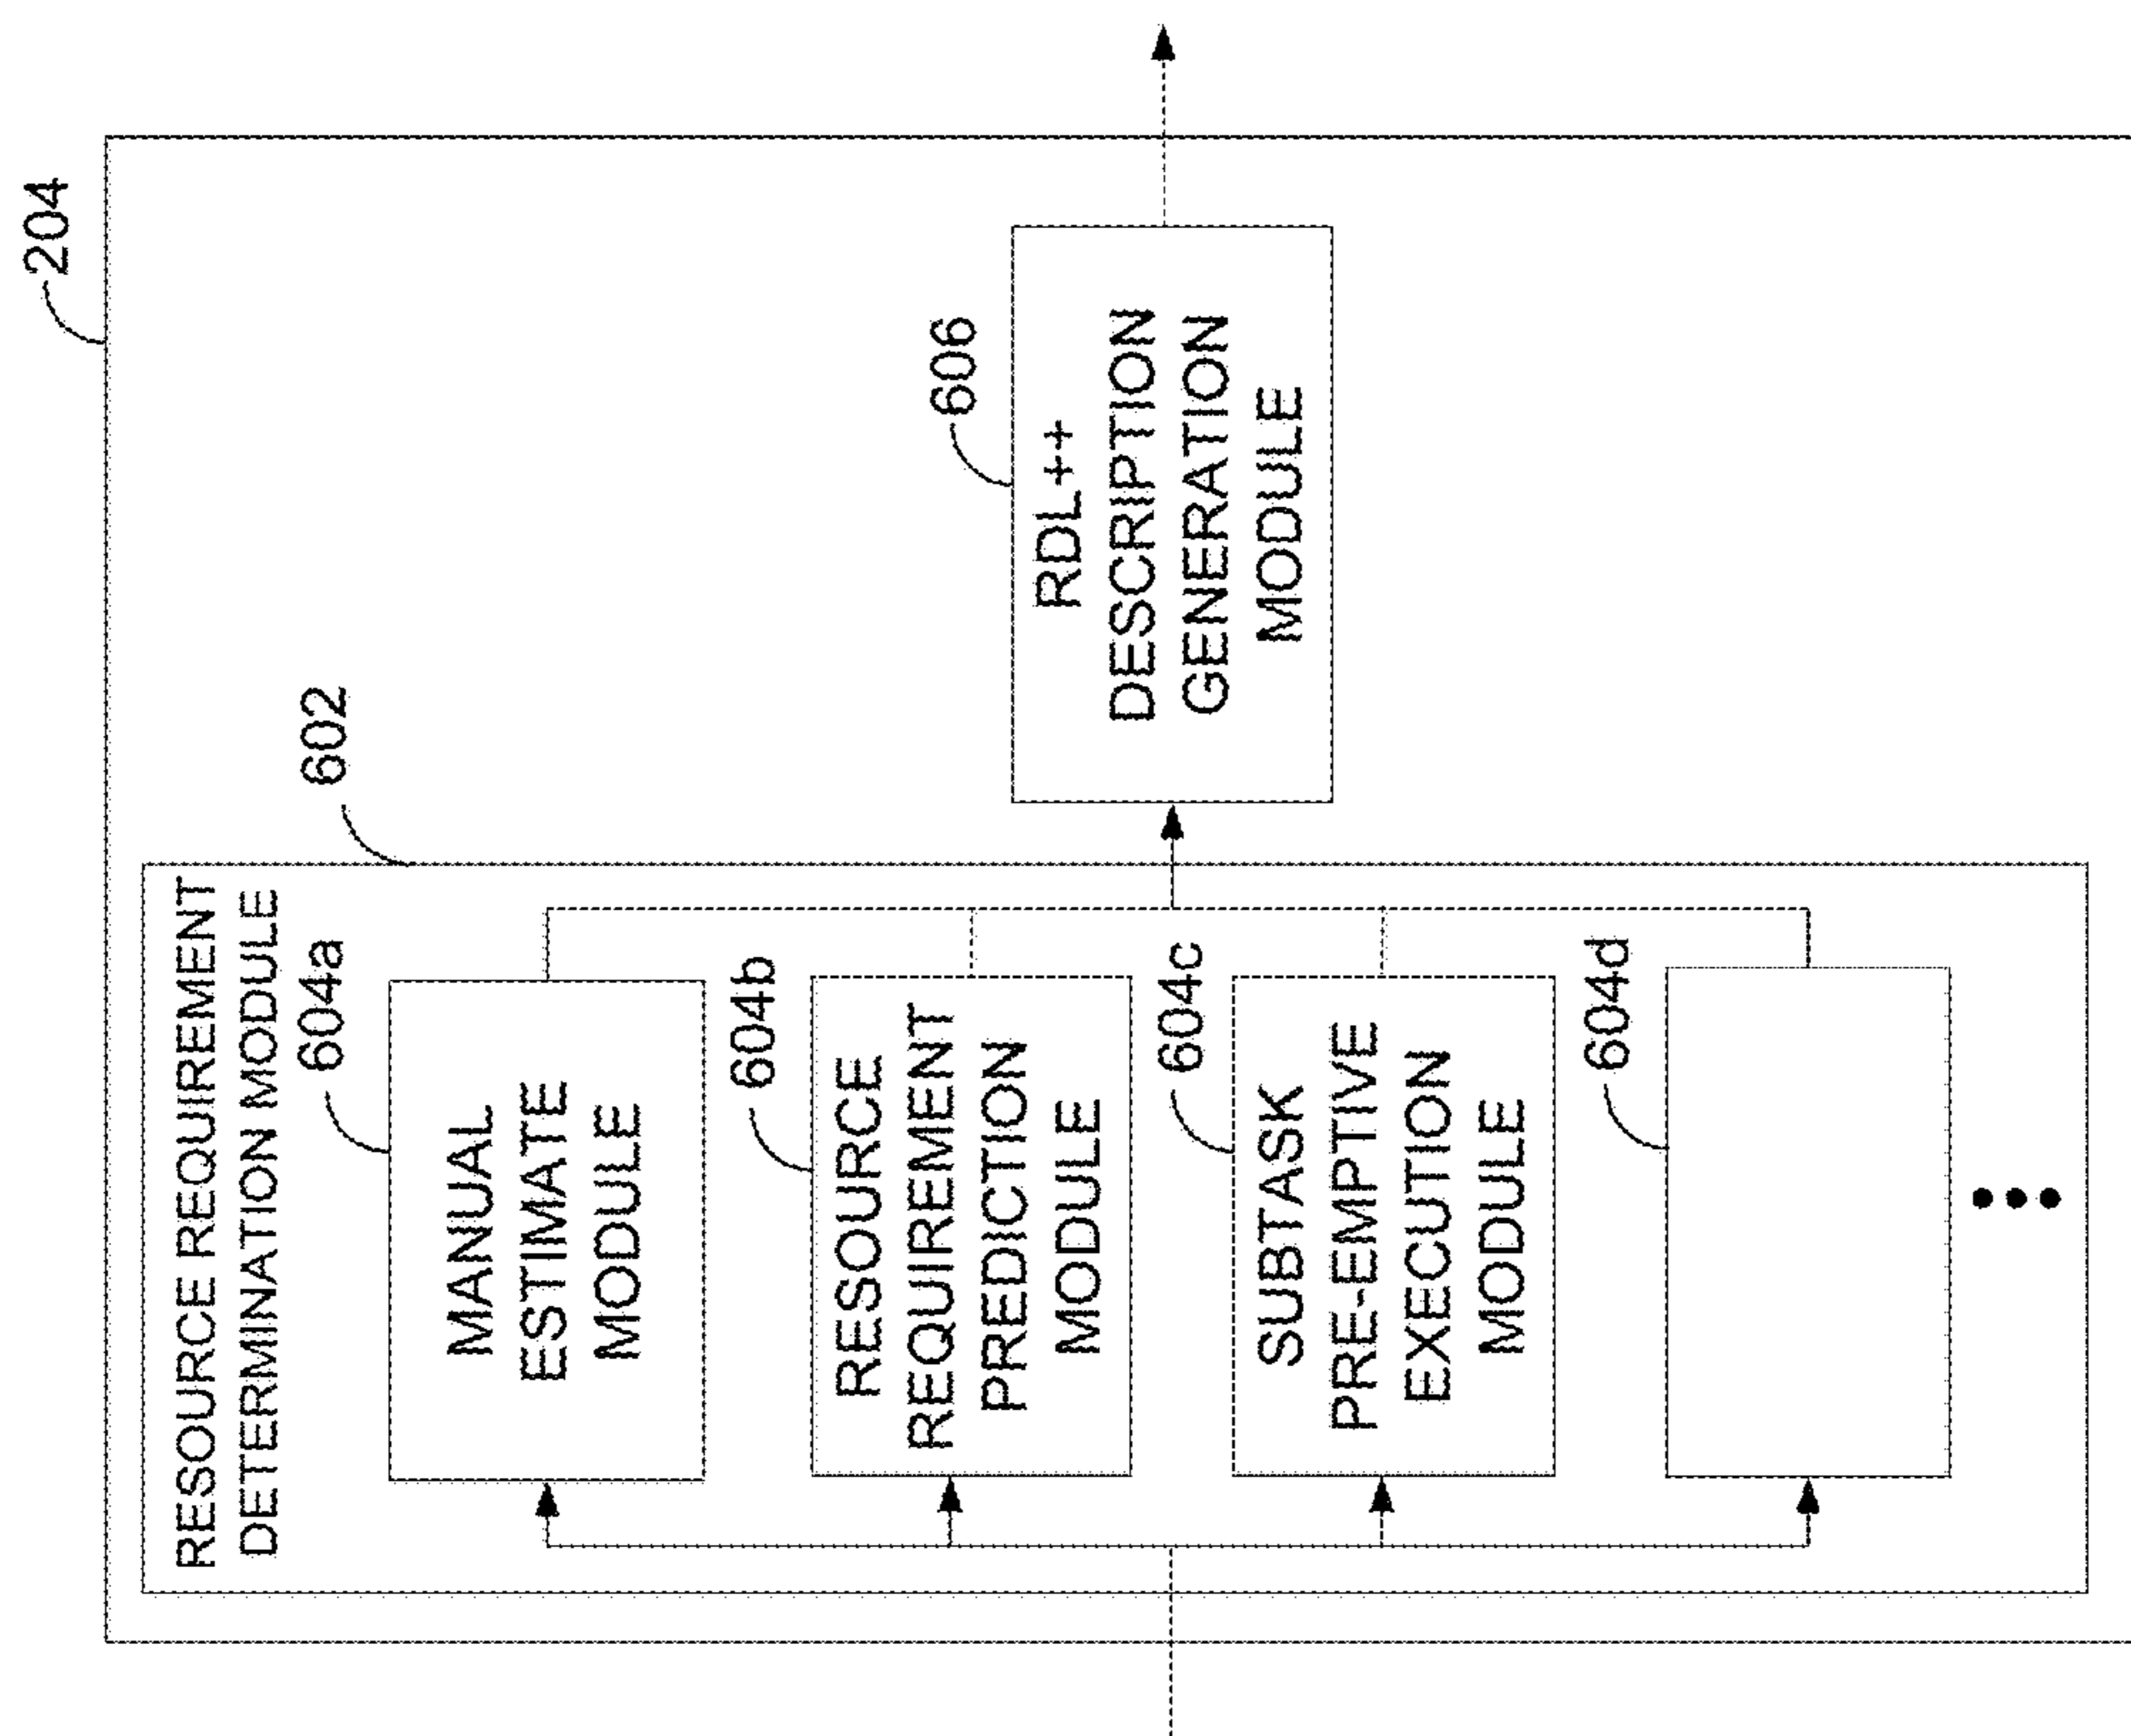 204
602
RESOURCE REQUIREMENT
DETERMINATION MODULE
604a
MANUAL
ESTIMATE
MODULE
604b
RESOURCE
REQUIREMENT
PREDICTION
MODULE
604c
SUBTASK
PRE-EMPTIVE
EXECUTION
MODULE
604d
606
RDL++
DESCRIPTION
GENERATION
MODULE